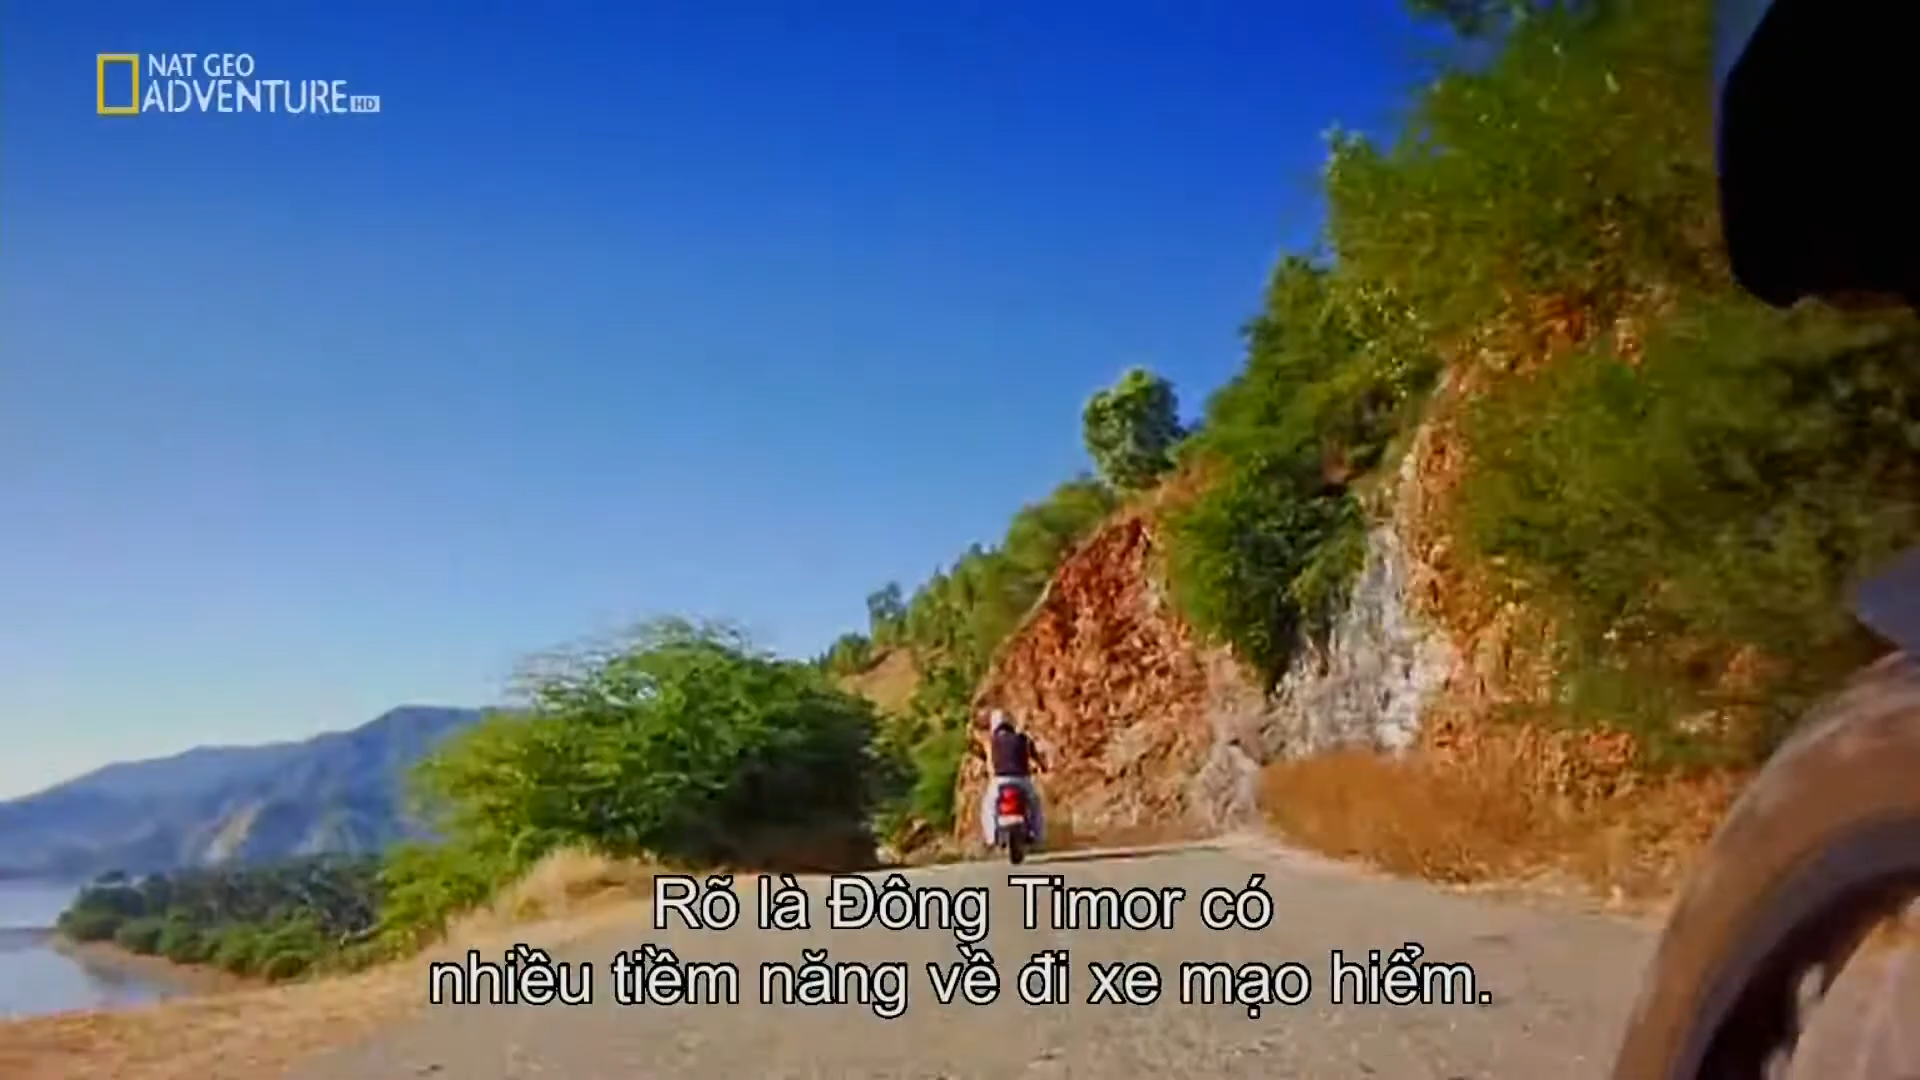 NAT GEO
ADVENTURE HD
Rõ là Đông Timor có
nhiều tiềm năng về đi xe mạo hiểm.